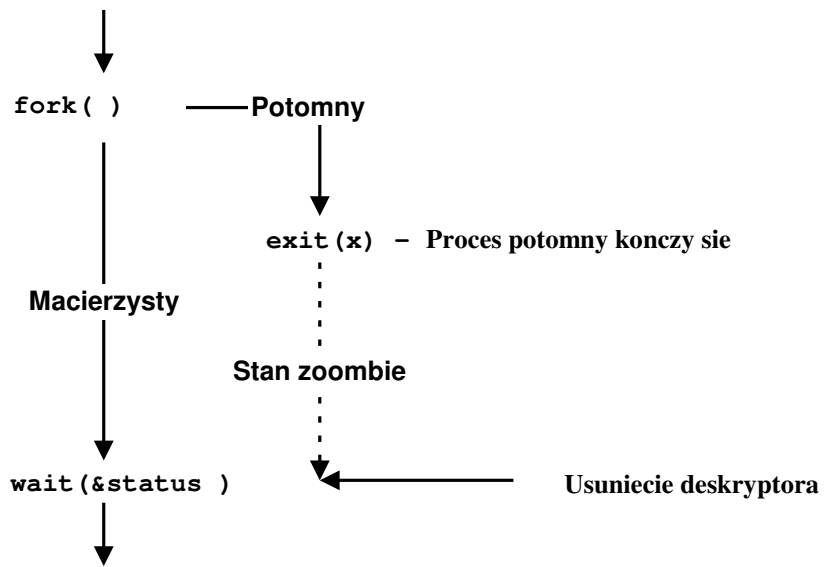 fork( )
Potomny
exit(x) – Proces potomny konczy sie
Macierzysty
Stan zoombie
wait(&status )
Usuniecie deskryptora